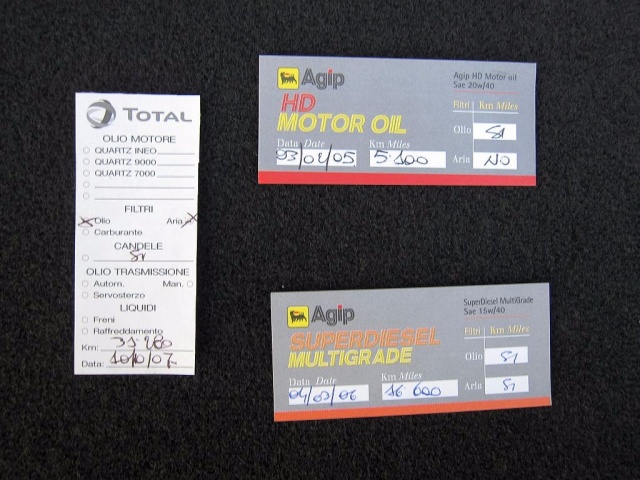 TOTAL
OLIO MOTORE
QUARTZ INEO
QUARTZ 9000
QUARTZ 7000
FILTRI
Olio Aria
Carburante
CANDELE
SI
OLIO TRASMISSIONE
Autom. Man.
Servosterzo
LIQUIDI
Freni
Raffreddamento
Km:
Data:
Agip
HD
MOTOR OIL
Agip HD Motor oil
Sae 20w/40
Filtri Km Miles
Olio SI
Aria NO
Data Date Km Miles
23/02/05 5.100
Agip
SUPERDIESEL
MULTIGRADE
SuperDiesel MultiGrade
Sae 15w/40
Filtri Km Miles
Olio SI
Aria SI
Data Date Km Miles
04/03/06 16 600